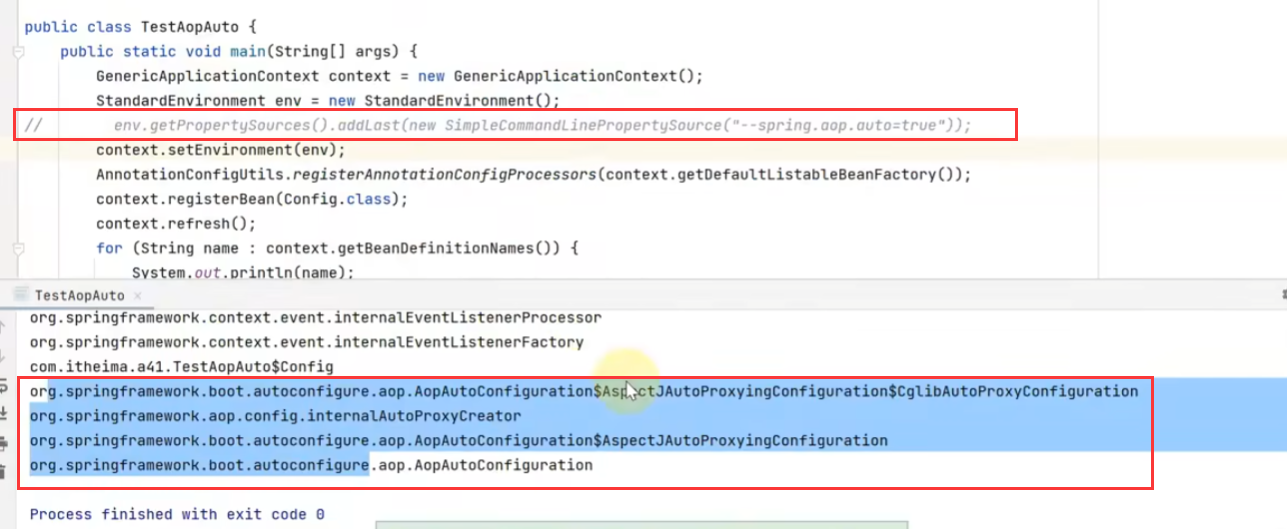 public class TestAopAuto {
public static void main(String[] args) {
GenericApplicationContext context = new GenericApplicationContext();
StandardEnvironment env = new StandardEnvironment();
// env.getPropertySources().addLast(new SimpleCommandLinePropertySource("--spring.aop.auto=true"));
context.setEnvironment(env);
AnnotationConfigUtils.registerAnnotationConfigProcessors(context.getDefaultListableBeanFactory());
context.registerBean(Config.class);
context.refresh();
for (String name : context.getBeanDefinitionNames()) {
System.out.println(name);
TestAopAuto ×
org.springframework.context.event.internalEventListenerProcessor
org.springframework.context.event.internalEventListenerFactory
com.itheima.a41.TestAopAuto$Config
org.springframework.boot.autoconfigure.aop.AopAutoConfiguration$AspectJAutoProxyingConfiguration$CglibAutoProxyConfiguration
org.springframework.aop.config.internalAutoProxyCreator
org.springframework.boot.autoconfigure.aop.AopAutoConfiguration$AspectJAutoProxyingConfiguration
org.springframework.boot.autoconfigure.aop.AopAutoConfiguration
Process finished with exit code 0